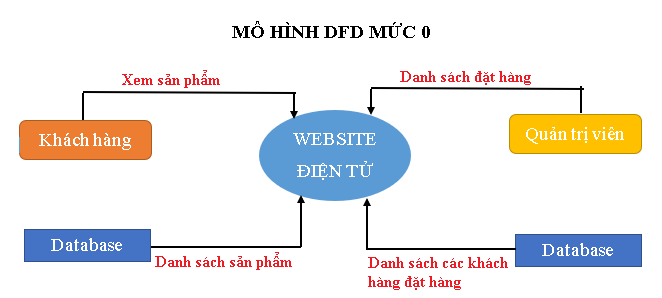 MÔ HÌNH DFD MỨC 0
Xem sản phẩm
Danh sách đặt hàng
Khách hàng
WEBSITE
ĐIỆN TỬ
Quản trị viên
Database
Danh sách sản phẩm
Danh sách các khách
hàng đặt hàng
Database